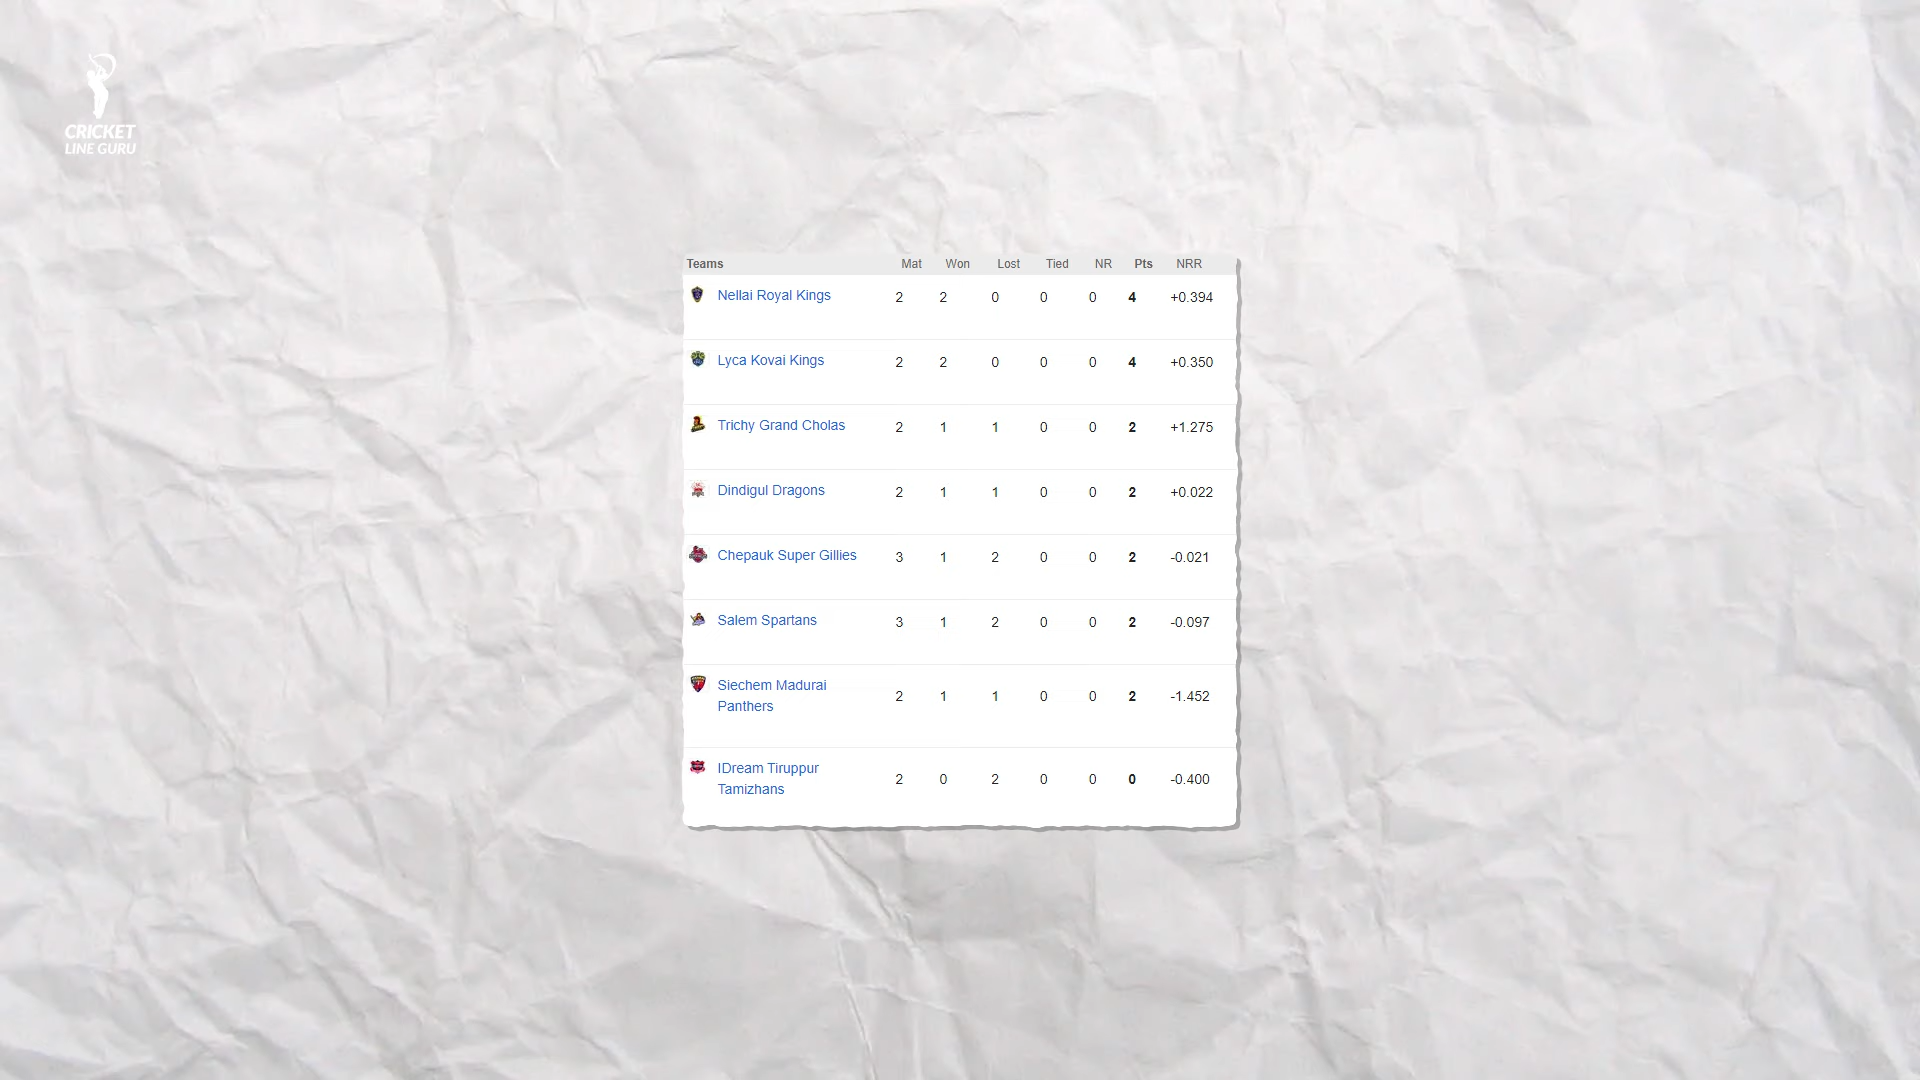 CRICKET
LINE GURU
Teams Mat Won Lost Tied NR Pts NRR
Nellai Royal Kings 2 2 0 0 0 4 +0.394
Lyca Kovai Kings 2 2 0 0 0 4 +0.350
Trichy Grand Cholas 2 1 1 0 0 2 +1.275
Dindigul Dragons 2 1 1 0 0 2 +0.022
Chepauk Super Gillies 3 1 2 0 0 2 -0.021
Salem Spartans 3 1 2 0 0 2 -0.097
Siechem Madurai
Panthers 2 1 1 0 0 2 -1.452
IDream Tiruppur
Tamizhans 2 0 2 0 0 0 -0.400